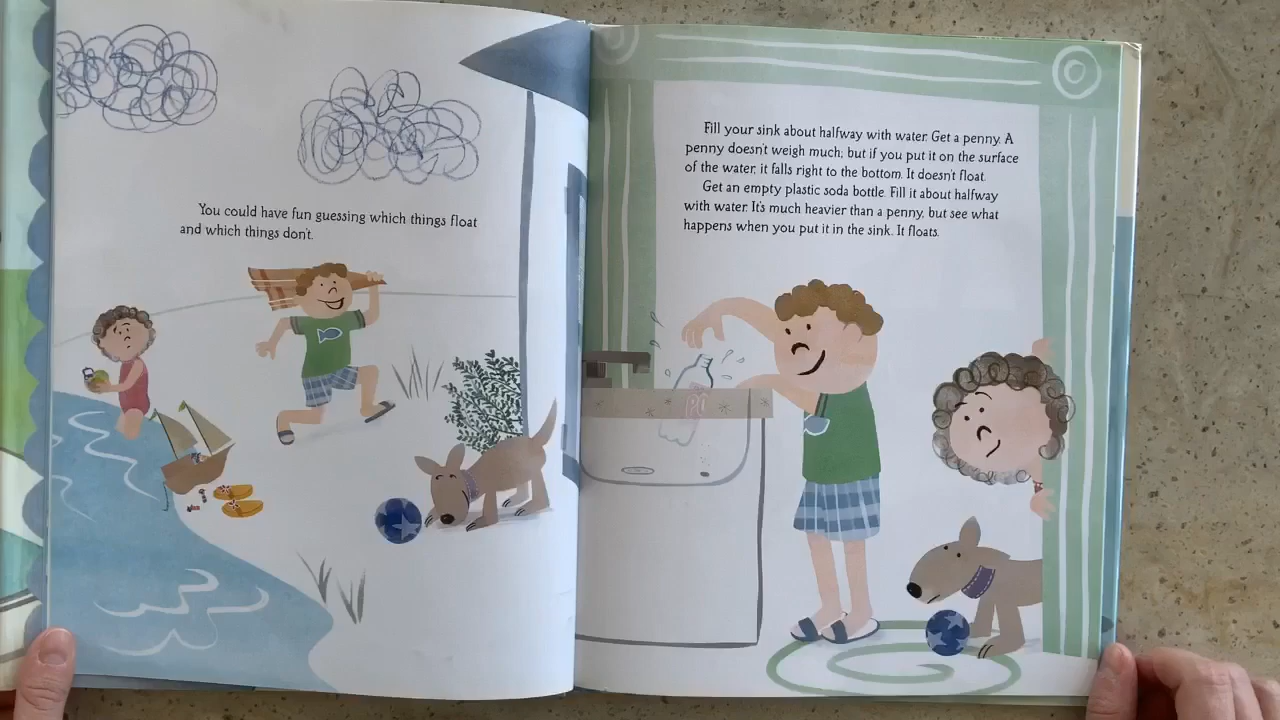 You could have fun guessing which things float
and which things don't.
Fill your sink about halfway with water. Get a penny. A
penny doesn't weigh much; but if you put it on the surface
of the water, it falls right to the bottom. It doesn't float.
Get an empty plastic soda bottle. Fill it about halfway
with water. It's much heavier than a penny, but see what
happens when you put it in the sink. It floats.
PO